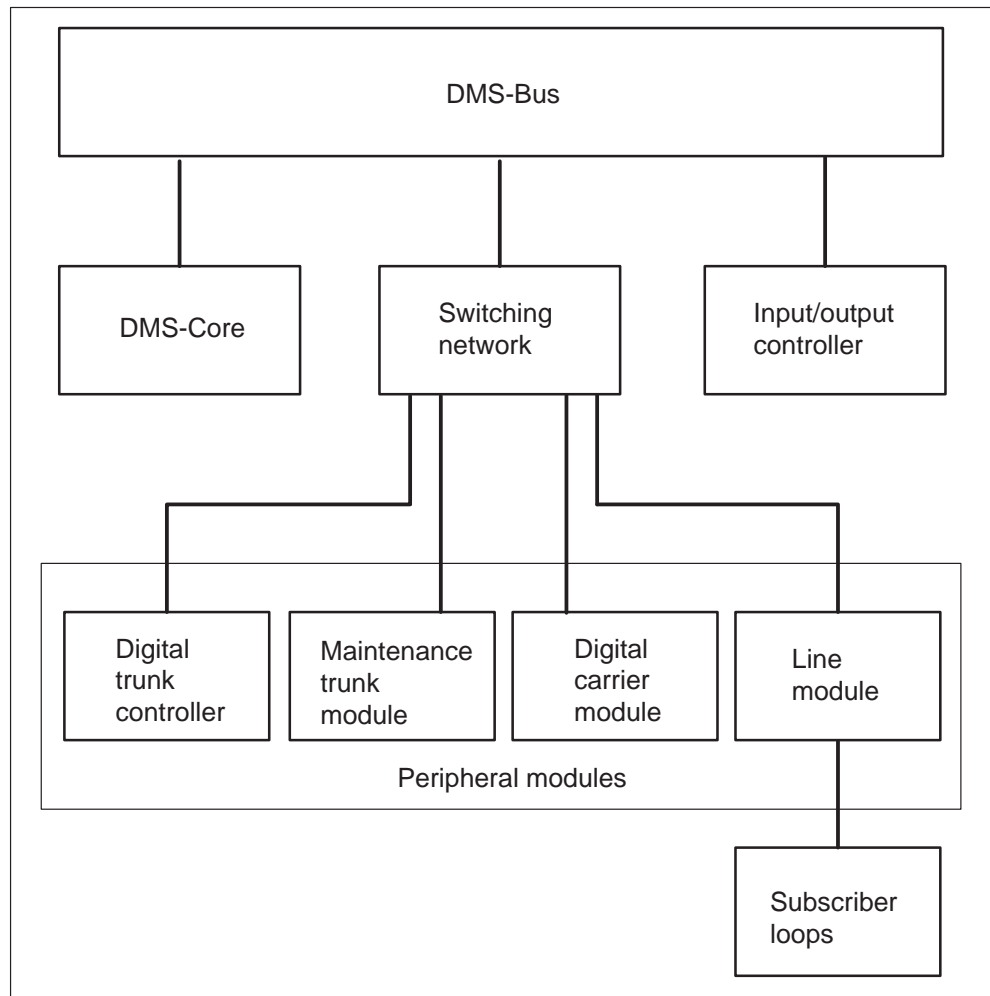 DMS-Bus
DMS-Core
Switching
network
Input/output
controller
Digital
trunk
controller
Maintenance
trunk
module
Digital
carrier
module
Line
module
Peripheral modules
Subscriber
loops